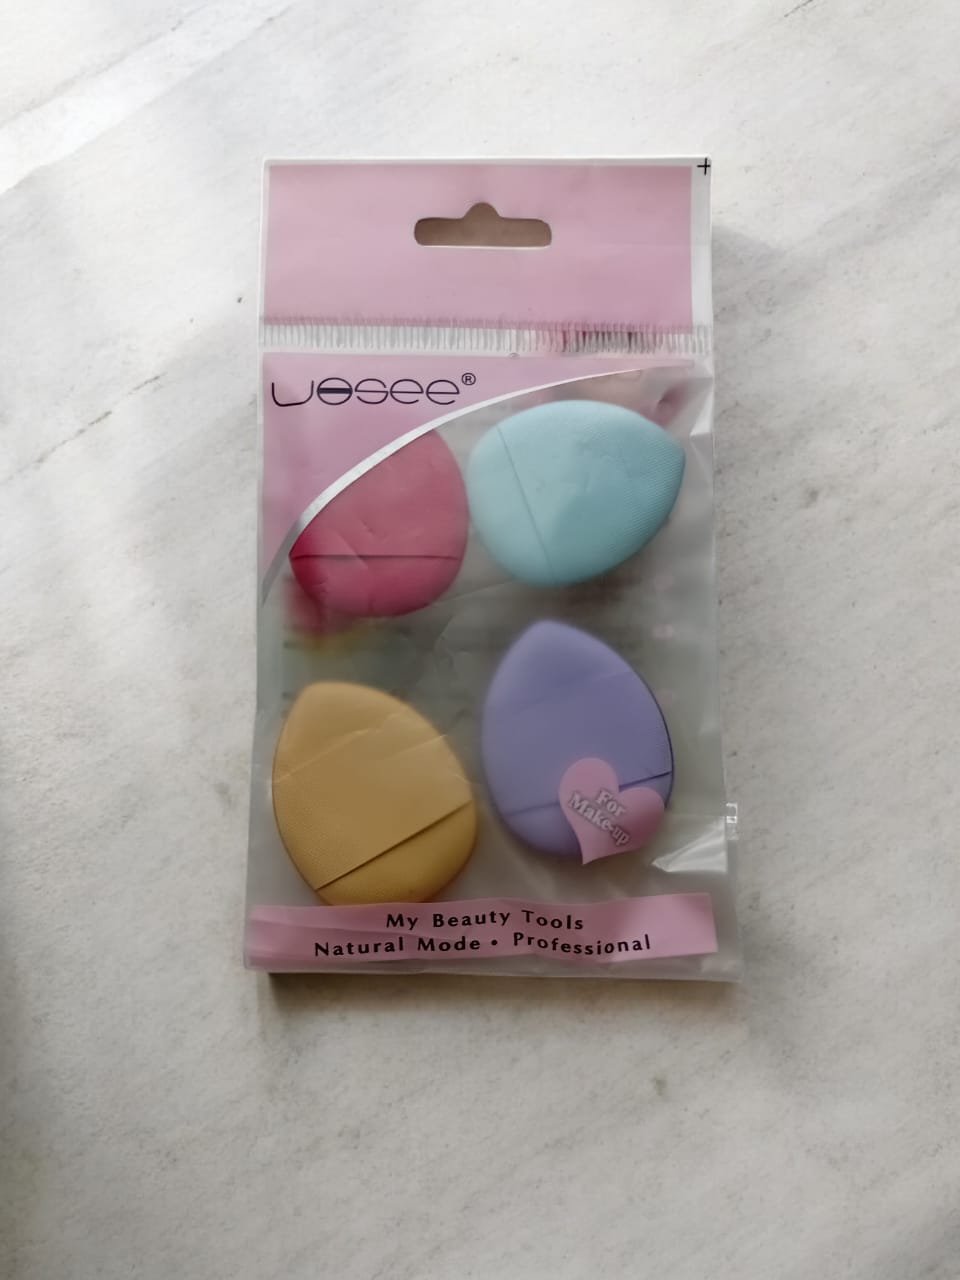 uosee®
For
Make-up
My Beauty Tools
Natural Mode • Professional